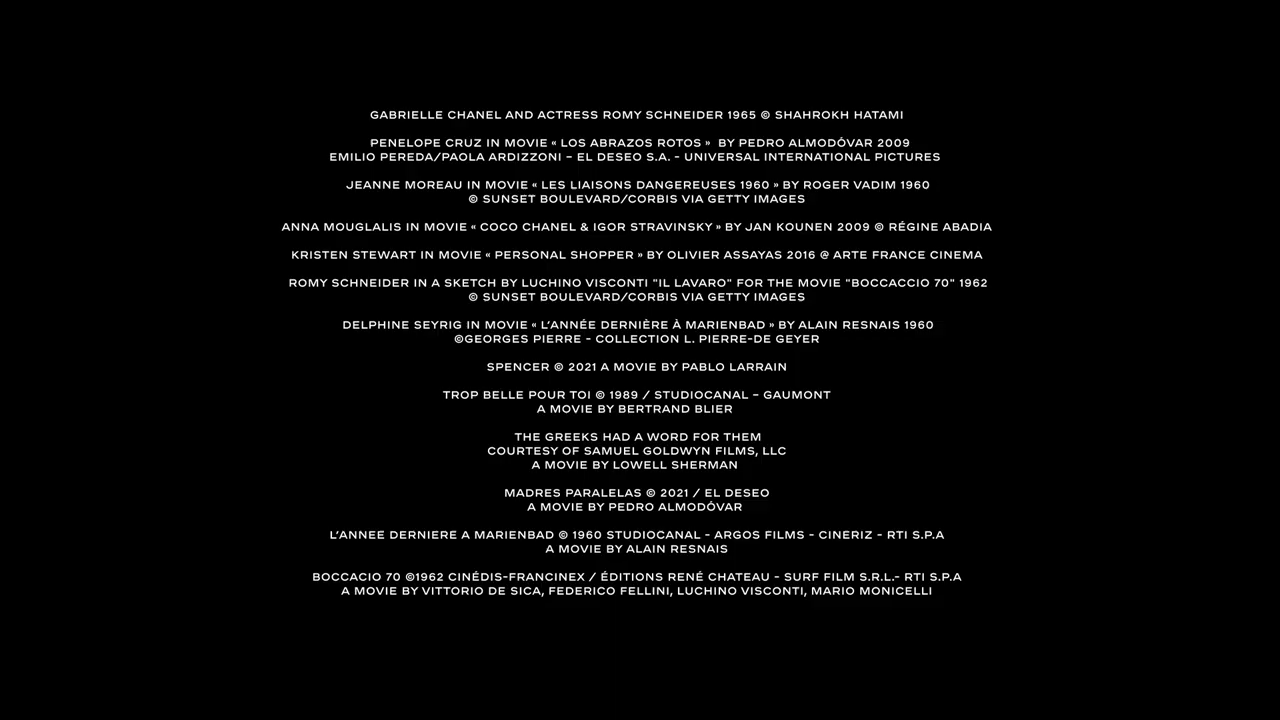 GABRIELLE CHANEL AND ACTRESS ROMY SCHNEIDER 1965 © SHAHROKH HATAMI
PENELOPE CRUZ IN MOVIE « LOS ABRAZOS ROTOS » BY PEDRO ALMODÓVAR 2009
EMILIO PEREDA/PAOLA ARDIZZONI – EL DESEO S.A. - UNIVERSAL INTERNATIONAL PICTURES
JEANNE MOREAU IN MOVIE « LES LIAISONS DANGEREUSES 1960 » BY ROGER VADIM 1960
© SUNSET BOULEVARD/CORBIS VIA GETTY IMAGES
ANNA MOUGLALIS IN MOVIE « COCO CHANEL & IGOR STRAVINSKY » BY JAN KOUNEN 2009 © RÉGINE ABADIA
KRISTEN STEWART IN MOVIE « PERSONAL SHOPPER » BY OLIVIER ASSAYAS 2016 @ ARTE FRANCE CINEMA
ROMY SCHNEIDER IN A SKETCH BY LUCHINO VISCONTI "IL LAVARO" FOR THE MOVIE "BOCCACCIO 70" 1962
© SUNSET BOULEVARD/CORBIS VIA GETTY IMAGES
DELPHINE SEYRIG IN MOVIE « L'ANNÉE DERNIÈRE À MARIENBAD » BY ALAIN RESNAIS 1960
©GEORGES PIERRE - COLLECTION L. PIERRE-DE GEYER
SPENCER © 2021 A MOVIE BY PABLO LARRAIN
TROP BELLE POUR TOI © 1989 / STUDIOCANAL – GAUMONT
A MOVIE BY BERTRAND BLIER
THE GREEKS HAD A WORD FOR THEM
COURTESY OF SAMUEL GOLDWYN FILMS, LLC
A MOVIE BY LOWELL SHERMAN
MADRES PARALELAS © 2021 / EL DESEO
A MOVIE BY PEDRO ALMODÓVAR
L'ANNEE DERNIERE A MARIENBAD © 1960 STUDIOCANAL - ARGOS FILMS - CINERIZ - RTI S.P.A
A MOVIE BY ALAIN RESNAIS
BOCCACIO 70 ©1962 CINÉDIS-FRANCINEX / ÉDITIONS RENÉ CHATEAU - SURF FILM S.R.L.- RTI S.P.A
A MOVIE BY VITTORIO DE SICA, FEDERICO FELLINI, LUCHINO VISCONTI, MARIO MONICELLI